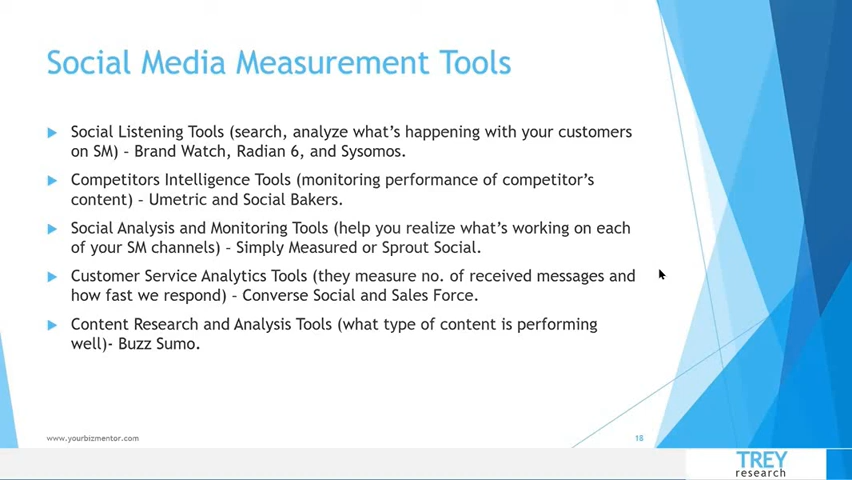 Social Media Measurement Tools
Social Listening Tools (search, analyze what's happening with your customers
on SM) – Brand Watch, Radian 6, and Sysomos.
Competitors Intelligence Tools (monitoring performance of competitor's
content) – Umetric and Social Bakers.
Social Analysis and Monitoring Tools (help you realize what's working on each
of your SM channels) – Simply Measured or Sprout Social.
Customer Service Analytics Tools (they measure no. of received messages and
how fast we respond) – Converse Social and Sales Force.
Content Research and Analysis Tools (what type of content is performing
well)- Buzz Sumo.
www.yourbizmentor.com
18
TREY
research